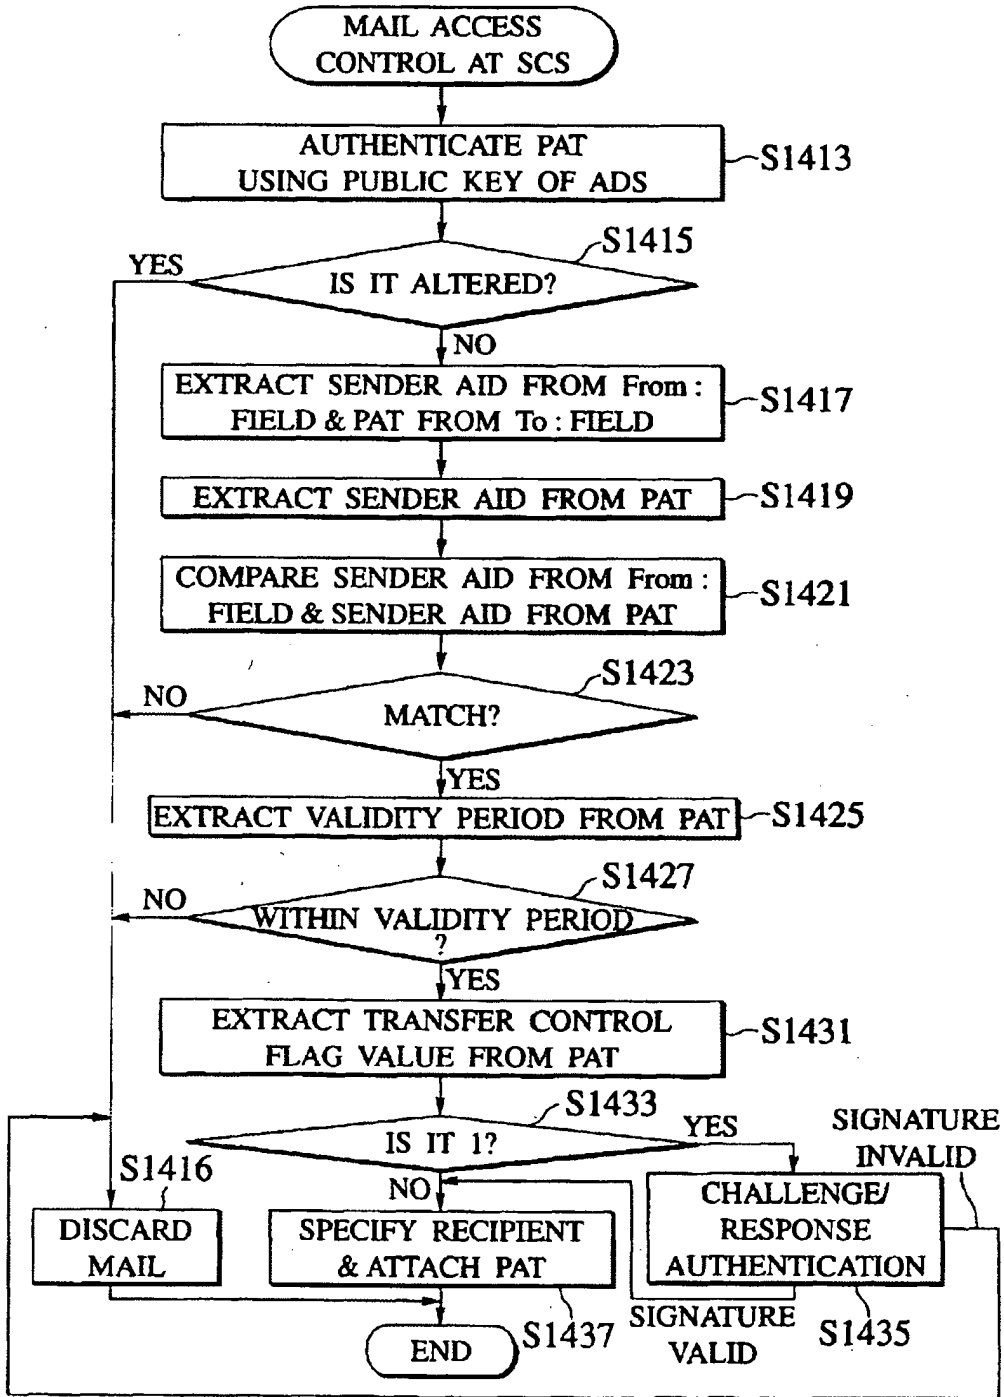 MAIL ACCESS
CONTROL AT SCS
AUTHENTICATE PAT
USING PUBLIC KEY OF ADS
S1413
S1415
YES
IS IT ALTERED?
NO
EXTRACT SENDER AID FROM From :
FIELD & PAT FROM To : FIELD
S1417
EXTRACT SENDER AID FROM PAT
S1419
COMPARE SENDER AID FROM From :
FIELD & SENDER AID FROM PAT
S1421
S1423
NO
MATCH?
YES
EXTRACT VALIDITY PERIOD FROM PAT
S1425
S1427
NO
WITHIN VALIDITY PERIOD
?
YES
EXTRACT TRANSFER CONTROL
FLAG VALUE FROM PAT
S1431
S1433
IS IT 1?
YES
SIGNATURE
INVALID
S1416
NO
DISCARD
MAIL
SPECIFY RECIPIENT
& ATTACH PAT
CHALLENGE/
RESPONSE
AUTHENTICATION
S1437
SIGNATURE
VALID
S1435
END